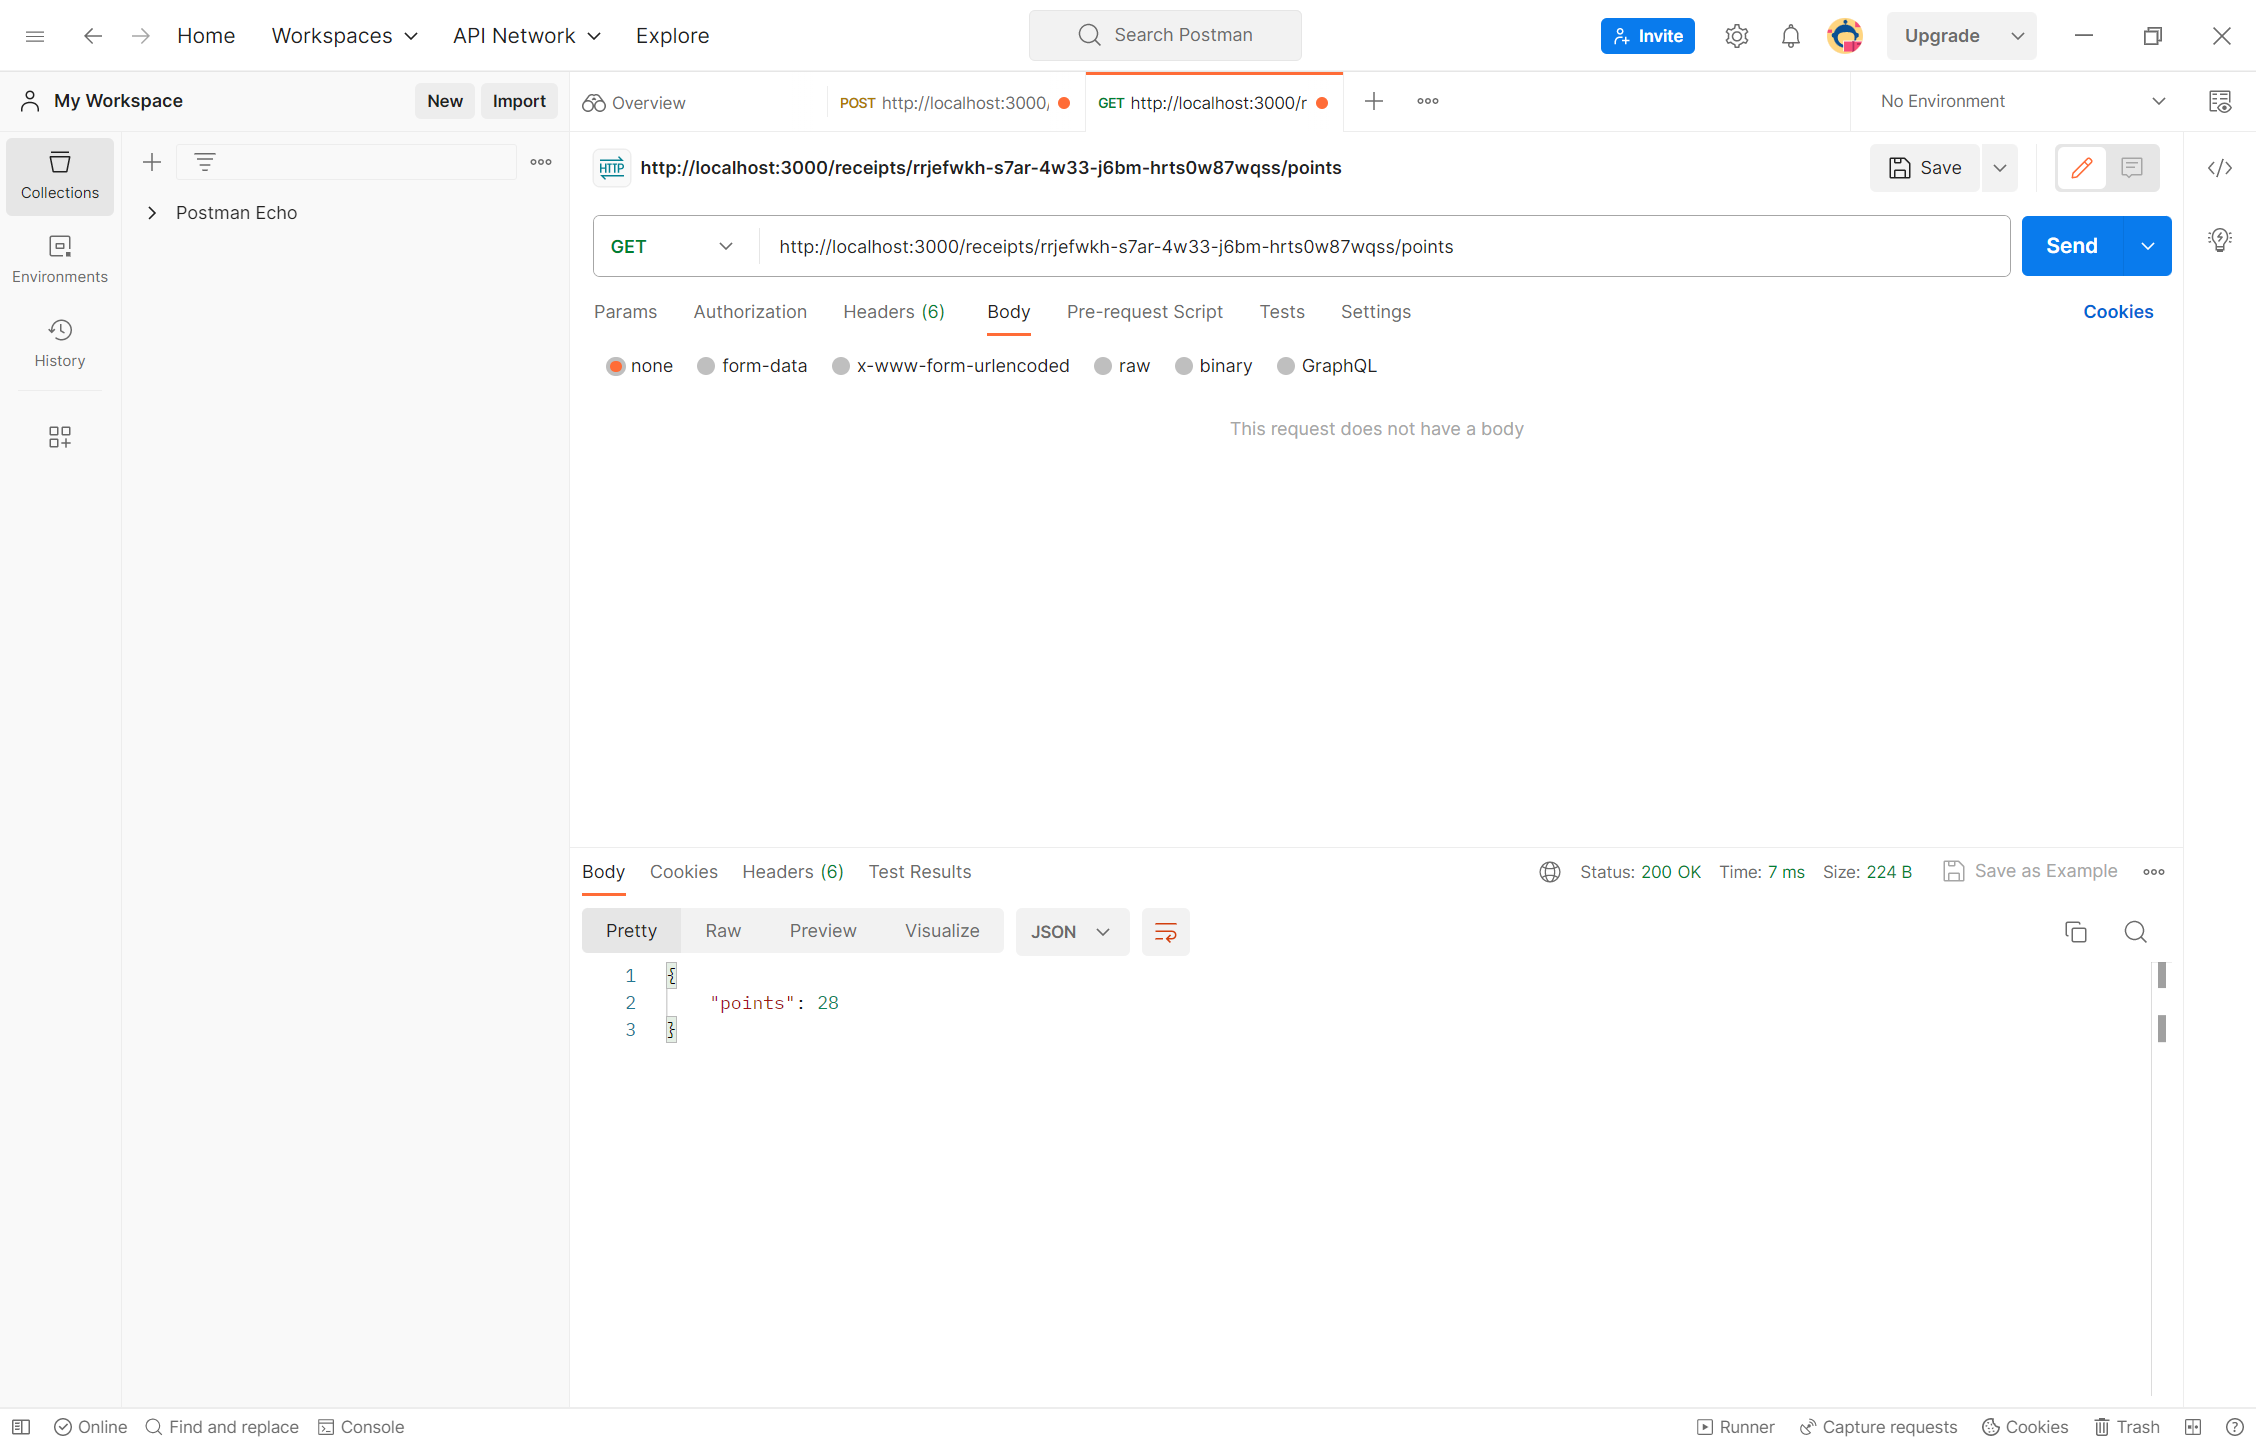 Home Workspaces API Network Explore Search Postman Invite Upgrade
My Workspace New Import Overview POST http://localhost:3000/ GET http://localhost:3000/r No Environment
Collections
Environments
History
Postman Echo
HTTP http://localhost:3000/receipts/rrjefwkh-s7ar-4w33-j6bm-hrts0w87wqss/points Save
GET http://localhost:3000/receipts/rrjefwkh-s7ar-4w33-j6bm-hrts0w87wqss/points Send
Params Authorization Headers (6) Body Pre-request Script Tests Settings Cookies
none form-data x-www-form-urlencoded raw binary GraphQL
This request does not have a body
Body Cookies Headers (6) Test Results Status: 200 OK Time: 7 ms Size: 224 B Save as Example
Pretty Raw Preview Visualize JSON
1 {
2 "points": 28
3 }
Online Find and replace Console Runner Capture requests Cookies Trash